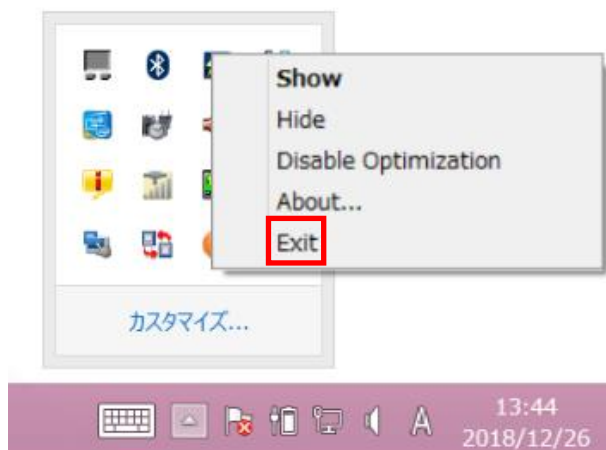 Show
Hide
Disable Optimization
About...
Exit
カスタマイズ...
A
13:44
2018/12/26